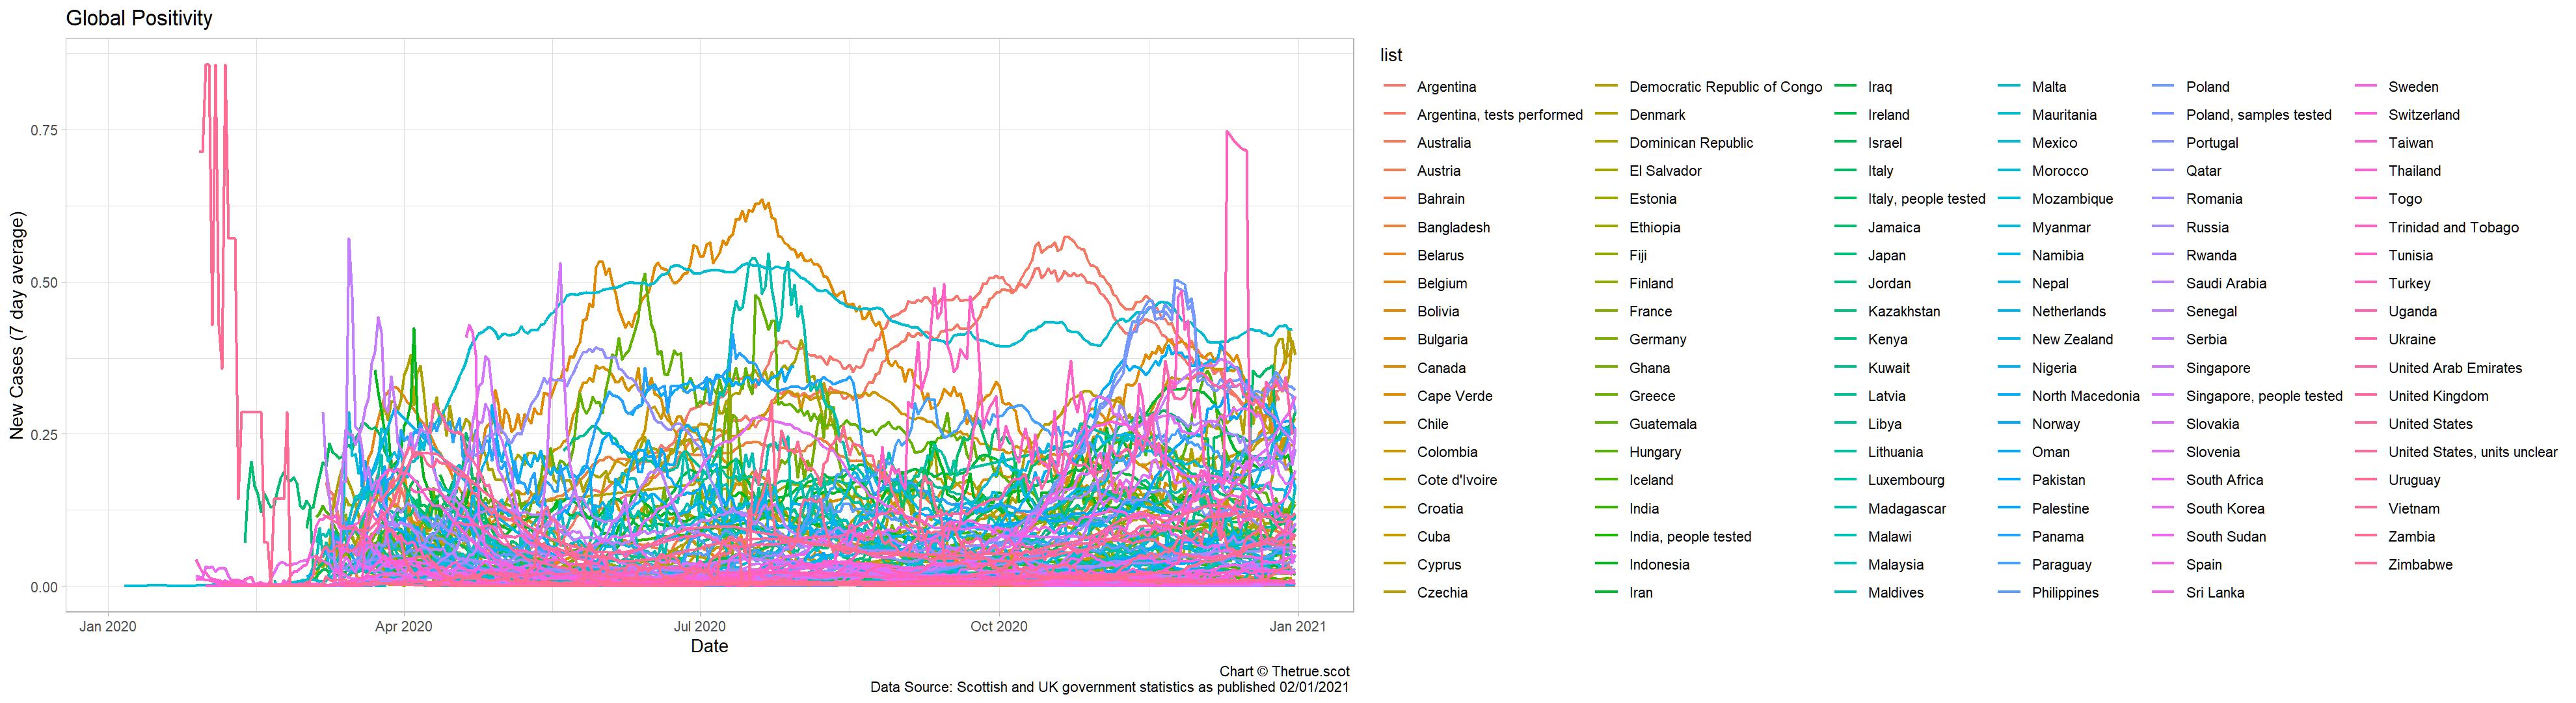 Global Positivity
New Cases (7 day average)
0.75
0.50
0.25
0.00
Jan 2020
Apr 2020
Jul 2020
Oct 2020
Jan 2021
Date
Chart © Thetrue.scot
Data Source: Scottish and UK government statistics as published 02/01/2021
list
Argentina
Argentina, tests performed
Australia
Austria
Bahrain
Bangladesh
Belarus
Belgium
Bolivia
Bulgaria
Canada
Cape Verde
Chile
Colombia
Cote d'Ivoire
Croatia
Cuba
Cyprus
Czechia
Democratic Republic of Congo
Denmark
Dominican Republic
El Salvador
Estonia
Ethiopia
Fiji
Finland
France
Germany
Ghana
Greece
Guatemala
Hungary
Iceland
India
India, people tested
Indonesia
Iran
Iraq
Ireland
Israel
Italy
Italy, people tested
Jamaica
Japan
Jordan
Kazakhstan
Kenya
Kuwait
Latvia
Libya
Lithuania
Luxembourg
Madagascar
Malawi
Malaysia
Maldives
Malta
Mauritania
Mexico
Morocco
Mozambique
Myanmar
Namibia
Nepal
Netherlands
New Zealand
Nigeria
North Macedonia
Norway
Oman
Pakistan
Palestine
Panama
Paraguay
Philippines
Poland
Poland, samples tested
Portugal
Qatar
Romania
Russia
Rwanda
Saudi Arabia
Senegal
Serbia
Singapore
Singapore, people tested
Slovakia
Slovenia
South Africa
South Korea
South Sudan
Spain
Sri Lanka
Sweden
Switzerland
Taiwan
Thailand
Togo
Trinidad and Tobago
Tunisia
Turkey
Uganda
Ukraine
United Arab Emirates
United Kingdom
United States
United States, units unclear
Uruguay
Vietnam
Zambia
Zimbabwe